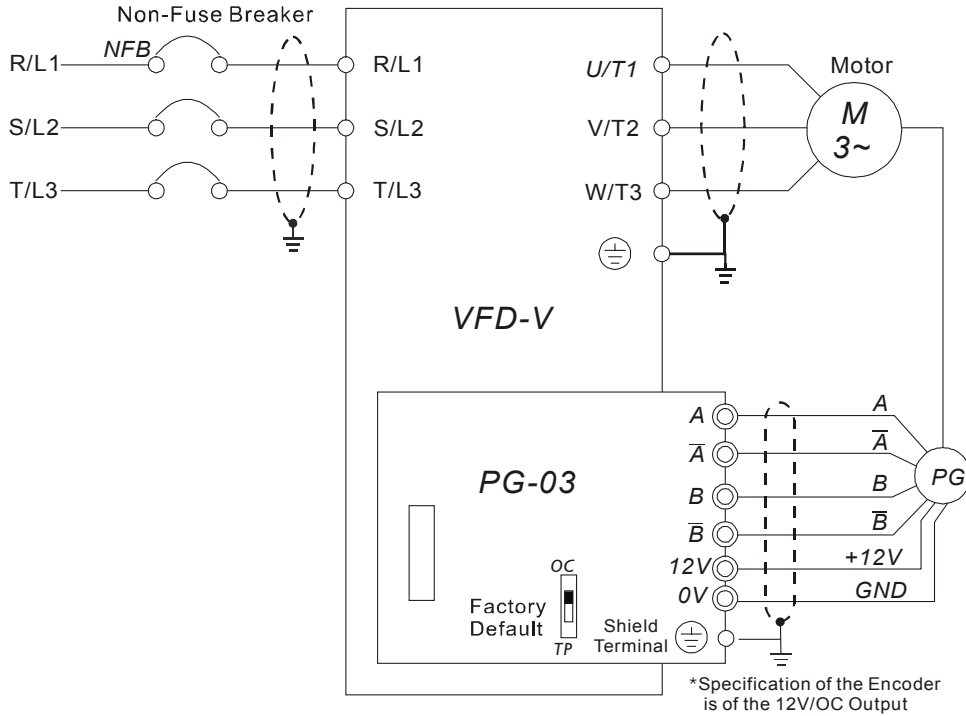 Non-Fuse Breaker
R/L1 NFB R/L1 U/T1 Motor
S/L2 S/L2 V/T2 M
3~
T/L3 T/L3 W/T3
VFD-V
A A
A̅ A̅
PG-03 B B PG
B̅ B̅
12V +12V
OC 0V GND
Factory
Default
TP
Shield
Terminal
*Specification of the Encoder
is of the 12V/OC Output